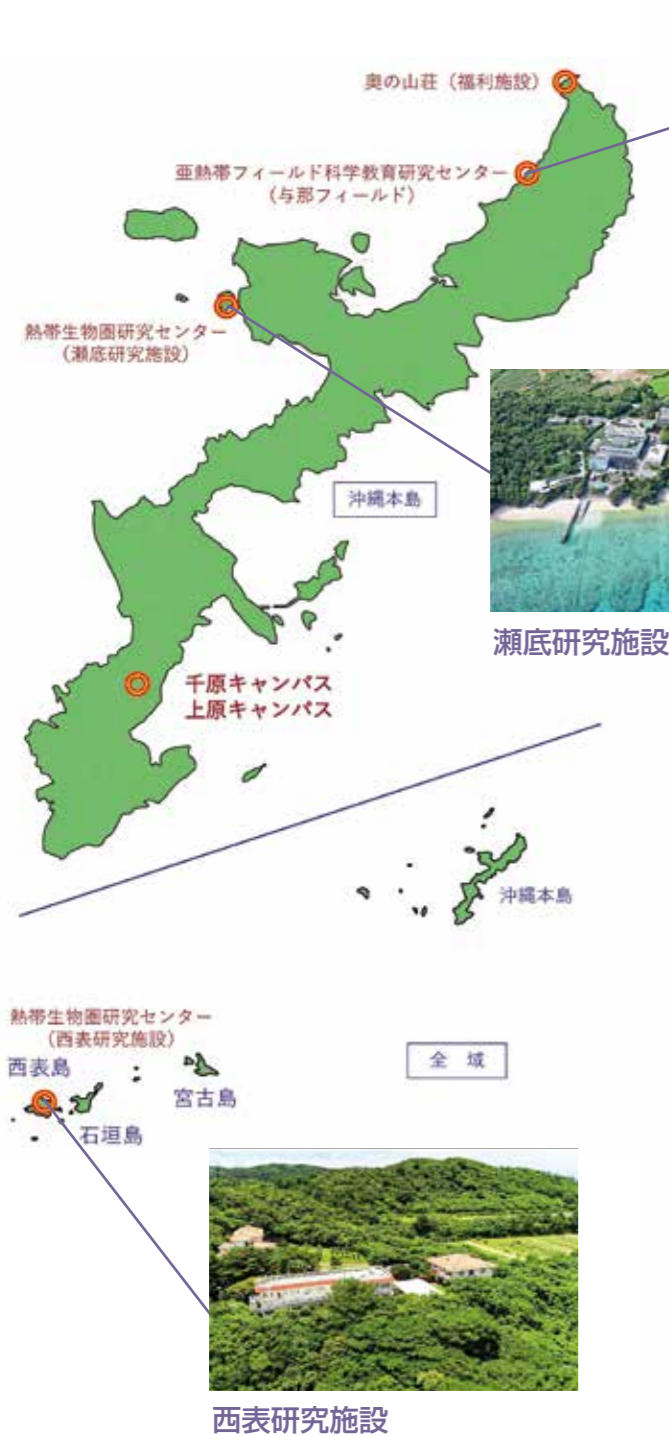 奥の山荘（福利施設）
亜熱帯フィールド科学教育研究センター
（与那フィールド）
熱帯生物圏研究センター
（瀬底研究施設）
沖縄本島
瀬底研究施設
千原キャンパス
上原キャンパス
沖縄本島
熱帯生物圏研究センター
（西表研究施設）
西表島
宮古島
全 域
石垣島
西表研究施設